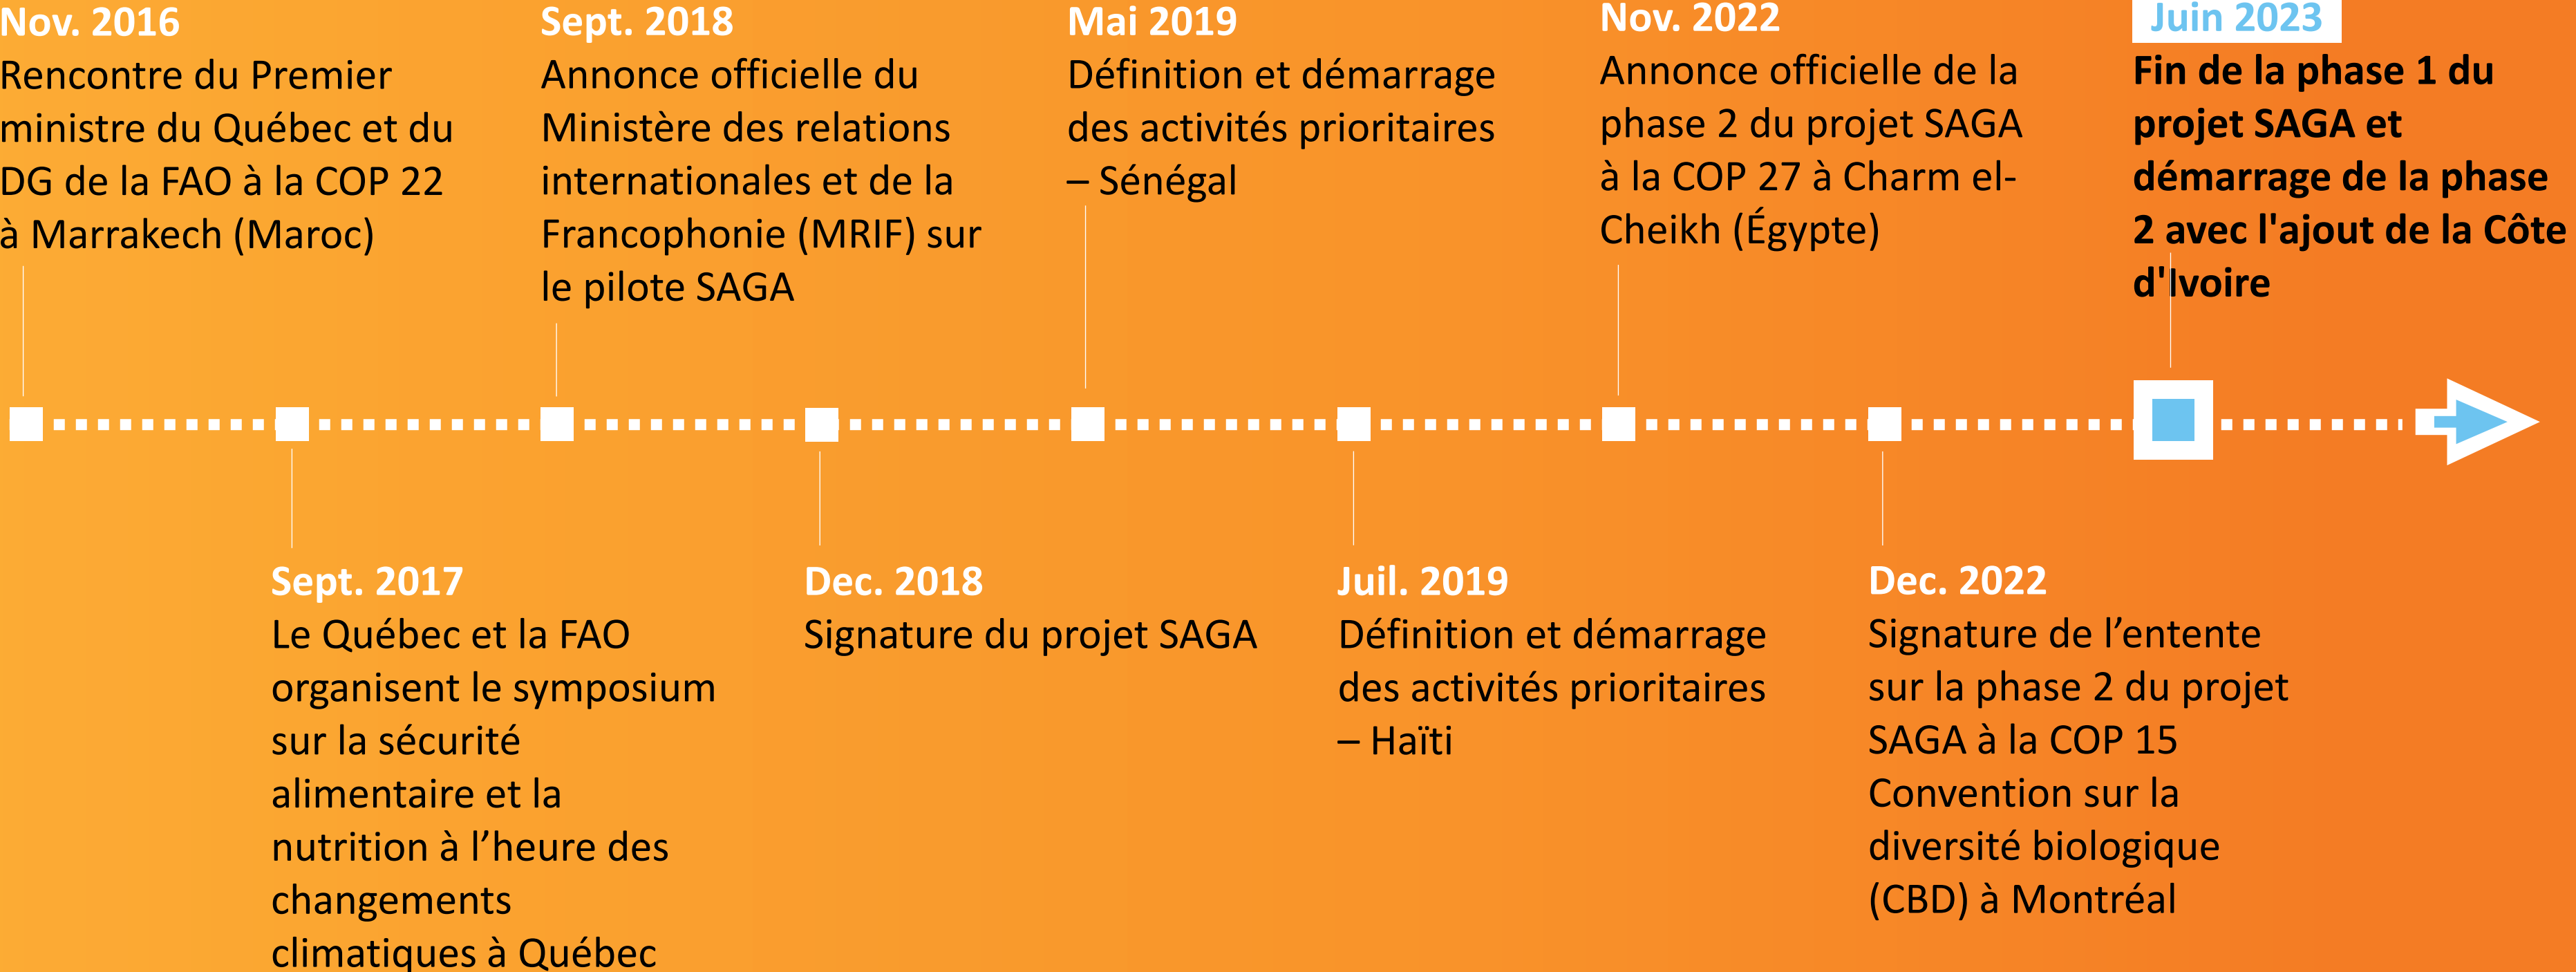 Nov. 2016
Rencontre du Premier
ministre du Québec et du
DG de la FAO à la COP 22
à Marrakech (Maroc)
Sept. 2017
Le Québec et la FAO
organisent le symposium
sur la sécurité
alimentaire et la
nutrition à l’heure des
changements
climatiques à Québec
Sept. 2018
Annonce officielle du
Ministère des relations
internationales et de la
Francophonie (MRIF) sur
le pilote SAGA
Dec. 2018
Signature du projet SAGA
Mai 2019
Définition et démarrage
des activités prioritaires
– Sénégal
Juil. 2019
Définition et démarrage
des activités prioritaires
– Haïti
Nov. 2022
Annonce officielle de la
phase 2 du projet SAGA
à la COP 27 à Charm el-
Cheikh (Égypte)
Dec. 2022
Signature de l’entente
sur la phase 2 du projet
SAGA à la COP 15
Convention sur la
diversité biologique
(CBD) à Montréal
Juin 2023
Fin de la phase 1 du
projet SAGA et
démarrage de la phase
2 avec l'ajout de la Côte
d'Ivoire